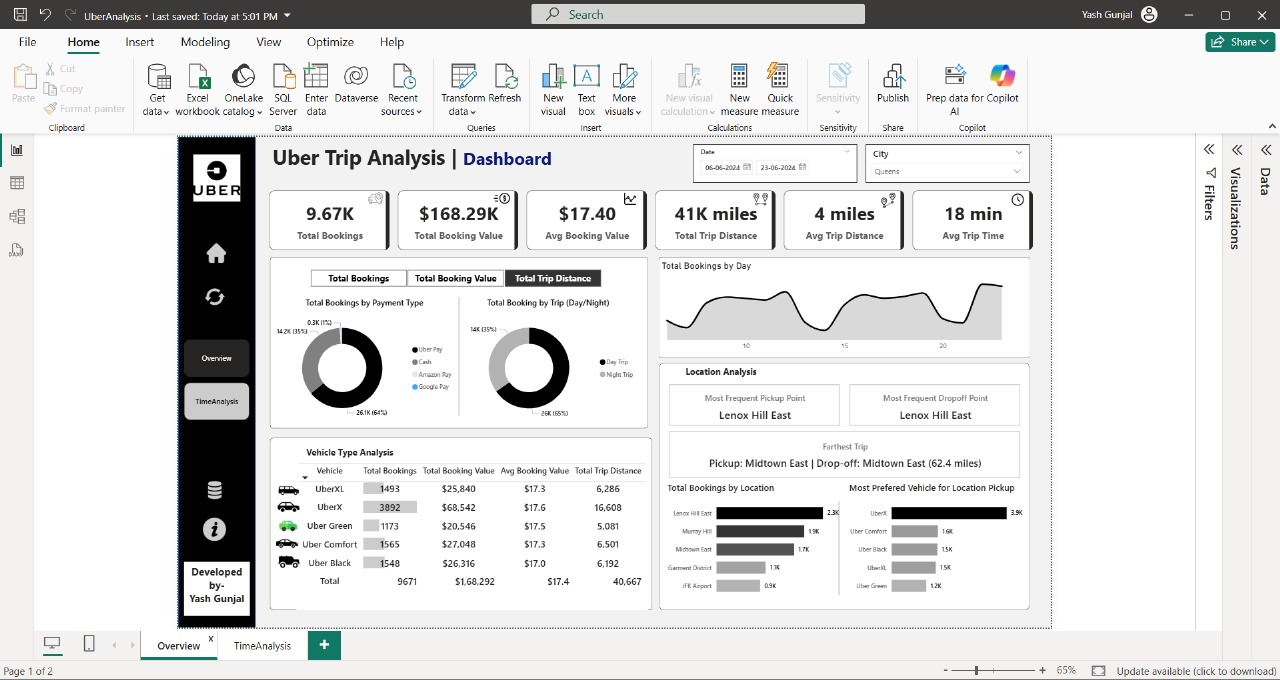 UberAnalysis • Last saved: Today at 5:01 PM
Search
Yash Gunjal
File Home Insert Modeling View Optimize Help
Share
Paste
Cut
Copy
Format painter
Clipboard
Get data
Excel workbook
OneLake catalog
SQL Server
Enter data
Dataverse
Recent sources
Data
Transform data
Refresh
Queries
New visual
Text box
More visuals
Insert
New visual calculation
New measure
Quick measure
Calculations
Sensitivity
Sensitivity
Publish
Share
Prep data for AI
Copilot
Copilot
UBER
Overview
TimeAnalysis
Developed
by-
Yash Gunjal
Uber Trip Analysis | Dashboard
Date
06-06-2024 23-06-2024
City
Queens
9.67K
Total Bookings
$168.29K
Total Booking Value
$17.40
Avg Booking Value
41K miles
Total Trip Distance
4 miles
Avg Trip Distance
18 min
Avg Trip Time
Total Bookings Total Booking Value Total Trip Distance
Total Bookings by Payment Type
0.3K (1%)
14.2K (35%)
26.1K (64%)
Uber Pay
Cash
Amazon Pay
Google Pay
Total Booking by Trip (Day/Night)
14K (35%)
26K (65%)
Day Trip
Night Trip
Total Bookings by Day
10 15 20
Vehicle Type Analysis
Vehicle Total Bookings Total Booking Value Avg Booking Value Total Trip Distance
UberXL 1493 $25,840 $17.3 6,286
UberX 3892 $68,542 $17.6 16,608
Uber Green 1173 $20,546 $17.5 5,081
Uber Comfort 1565 $27,048 $17.3 6,501
Uber Black 1548 $26,316 $17.0 6,192
Total 9671 $1,68,292 $17.4 40,667
Location Analysis
Most Frequent Pickup Point
Lenox Hill East
Most Frequent Dropoff Point
Lenox Hill East
Farthest Trip
Pickup: Midtown East | Drop-off: Midtown East (62.4 miles)
Total Bookings by Location
Lenox Hill East 2.3K
Murray Hill 1.9K
Midtown East 1.7K
Garment District 1.1K
JFK Airport 0.9K
Most Prefered Vehicle for Location Pickup
UberX 3.9K
Uber Comfort 1.6K
Uber Black 1.5K
UberXL 1.5K
Uber Green 1.2K
Filters
Visualizations
Data
Overview x
TimeAnalysis
+
Page 1 of 2
- + 65%
Update available (click to download)